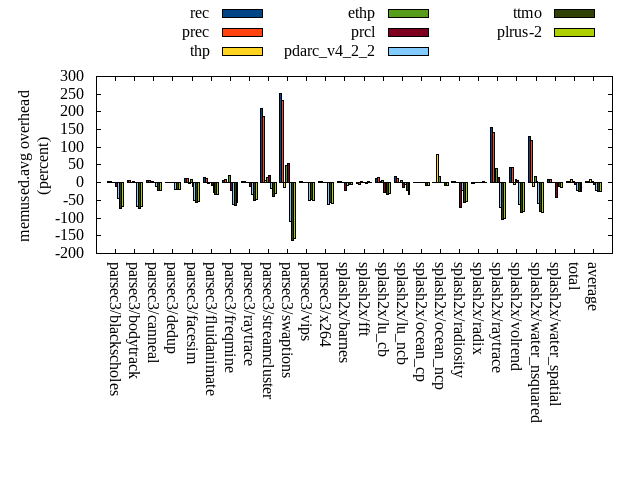 rec ethp ttmo
prec prcl plrus-2
thp pdarc_v4_2_2
memused.avg overhead
(percent)
300
250
200
150
100
50
0
-50
-100
-150
-200
parsec3/blackscholes
parsec3/bodytrack
parsec3/canneal
parsec3/dedup
parsec3/facesim
parsec3/fluidanimate
parsec3/freqmine
parsec3/raytrace
parsec3/streamcluster
parsec3/swaptions
parsec3/vips
parsec3/x264
splash2x/barnes
splash2x/fft
splash2x/lu_cb
splash2x/lu_ncb
splash2x/ocean_cp
splash2x/ocean_ncp
splash2x/radiosity
splash2x/radix
splash2x/raytrace
splash2x/volrend
splash2x/water_nsquared
splash2x/water_spatial
total
average